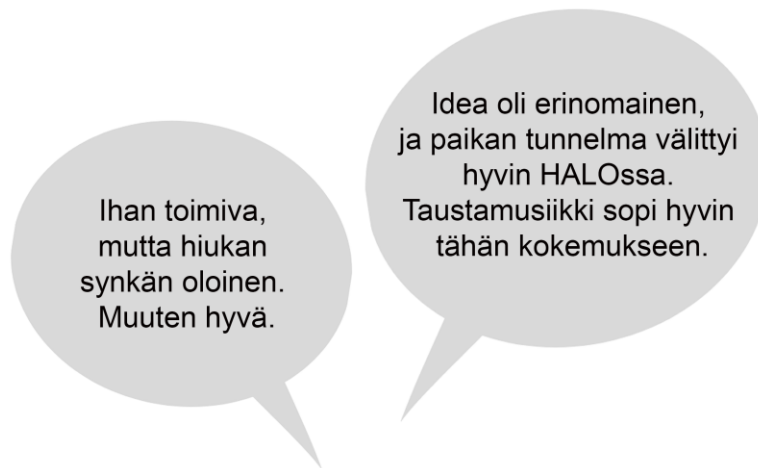 Ihan toimiva,
mutta hiukan
synkän oloinen.
Muuten hyvä.
Idea oli erinomainen,
ja paikan tunnelma välittyi
hyvin HALOssa.
Taustamusiikki sopi hyvin
tähän kokemukseen.